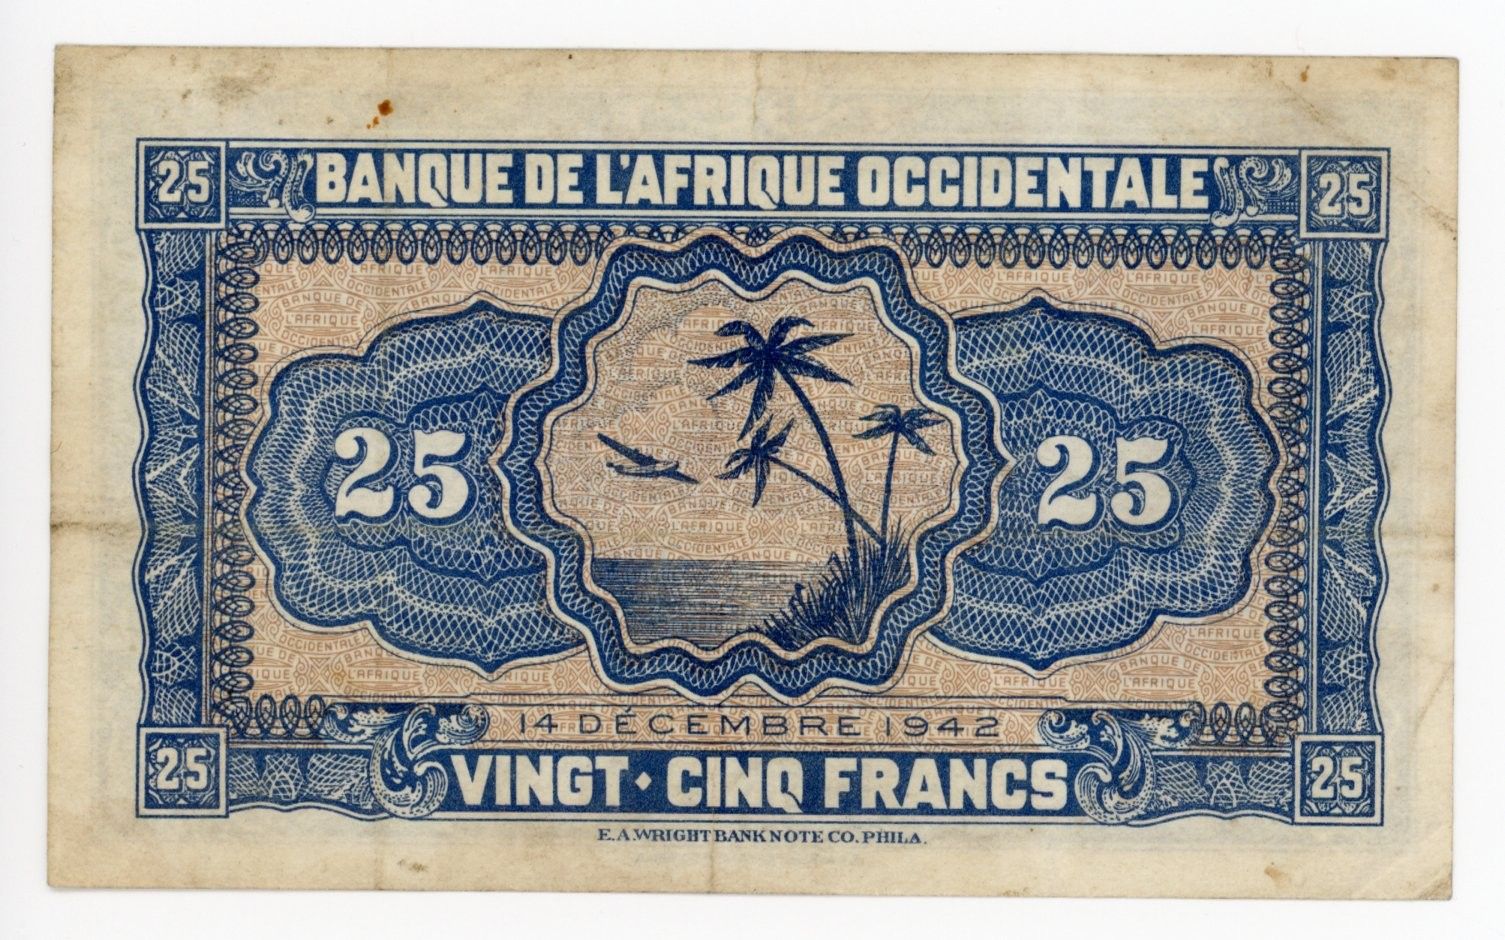 25 BANQUE DE L'AFRIQUE OCCIDENTALE 25
25 25
14 DÉCEMBRE 1942
25 VINGT-CINQ FRANCS 25
E.A.WRIGHT BANK NOTE CO. PHILA.